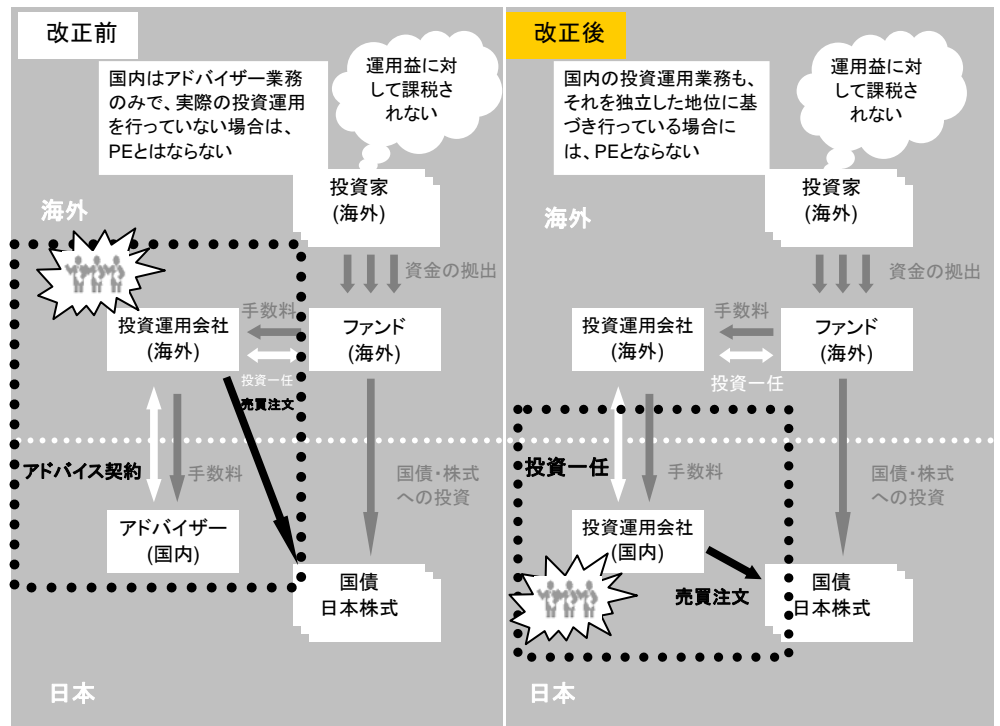 改正前
国内はアドバイザー業務
のみで、実際の投資運用
を行っていない場合は、
PEとはならない
運用益に対
して課税さ
れない
投資家
(海外)
海外
資金の拠出
手数料
投資運用会社
(海外)
ファンド
(海外)
投資一任
売買注文
アドバイス契約
手数料
国債・株式
への投資
アドバイザー
(国内)
国債
日本株式
日本
改正後
国内の投資運用業務も、
それを独立した地位に基
づき行っている場合に
は、PEとならない
運用益に対
して課税さ
れない
投資家
(海外)
海外
資金の拠出
手数料
投資運用会社
(海外)
ファンド
(海外)
投資一任
投資一任
手数料
国債・株式
への投資
投資運用会社
(国内)
売買注文
国債
日本株式
日本